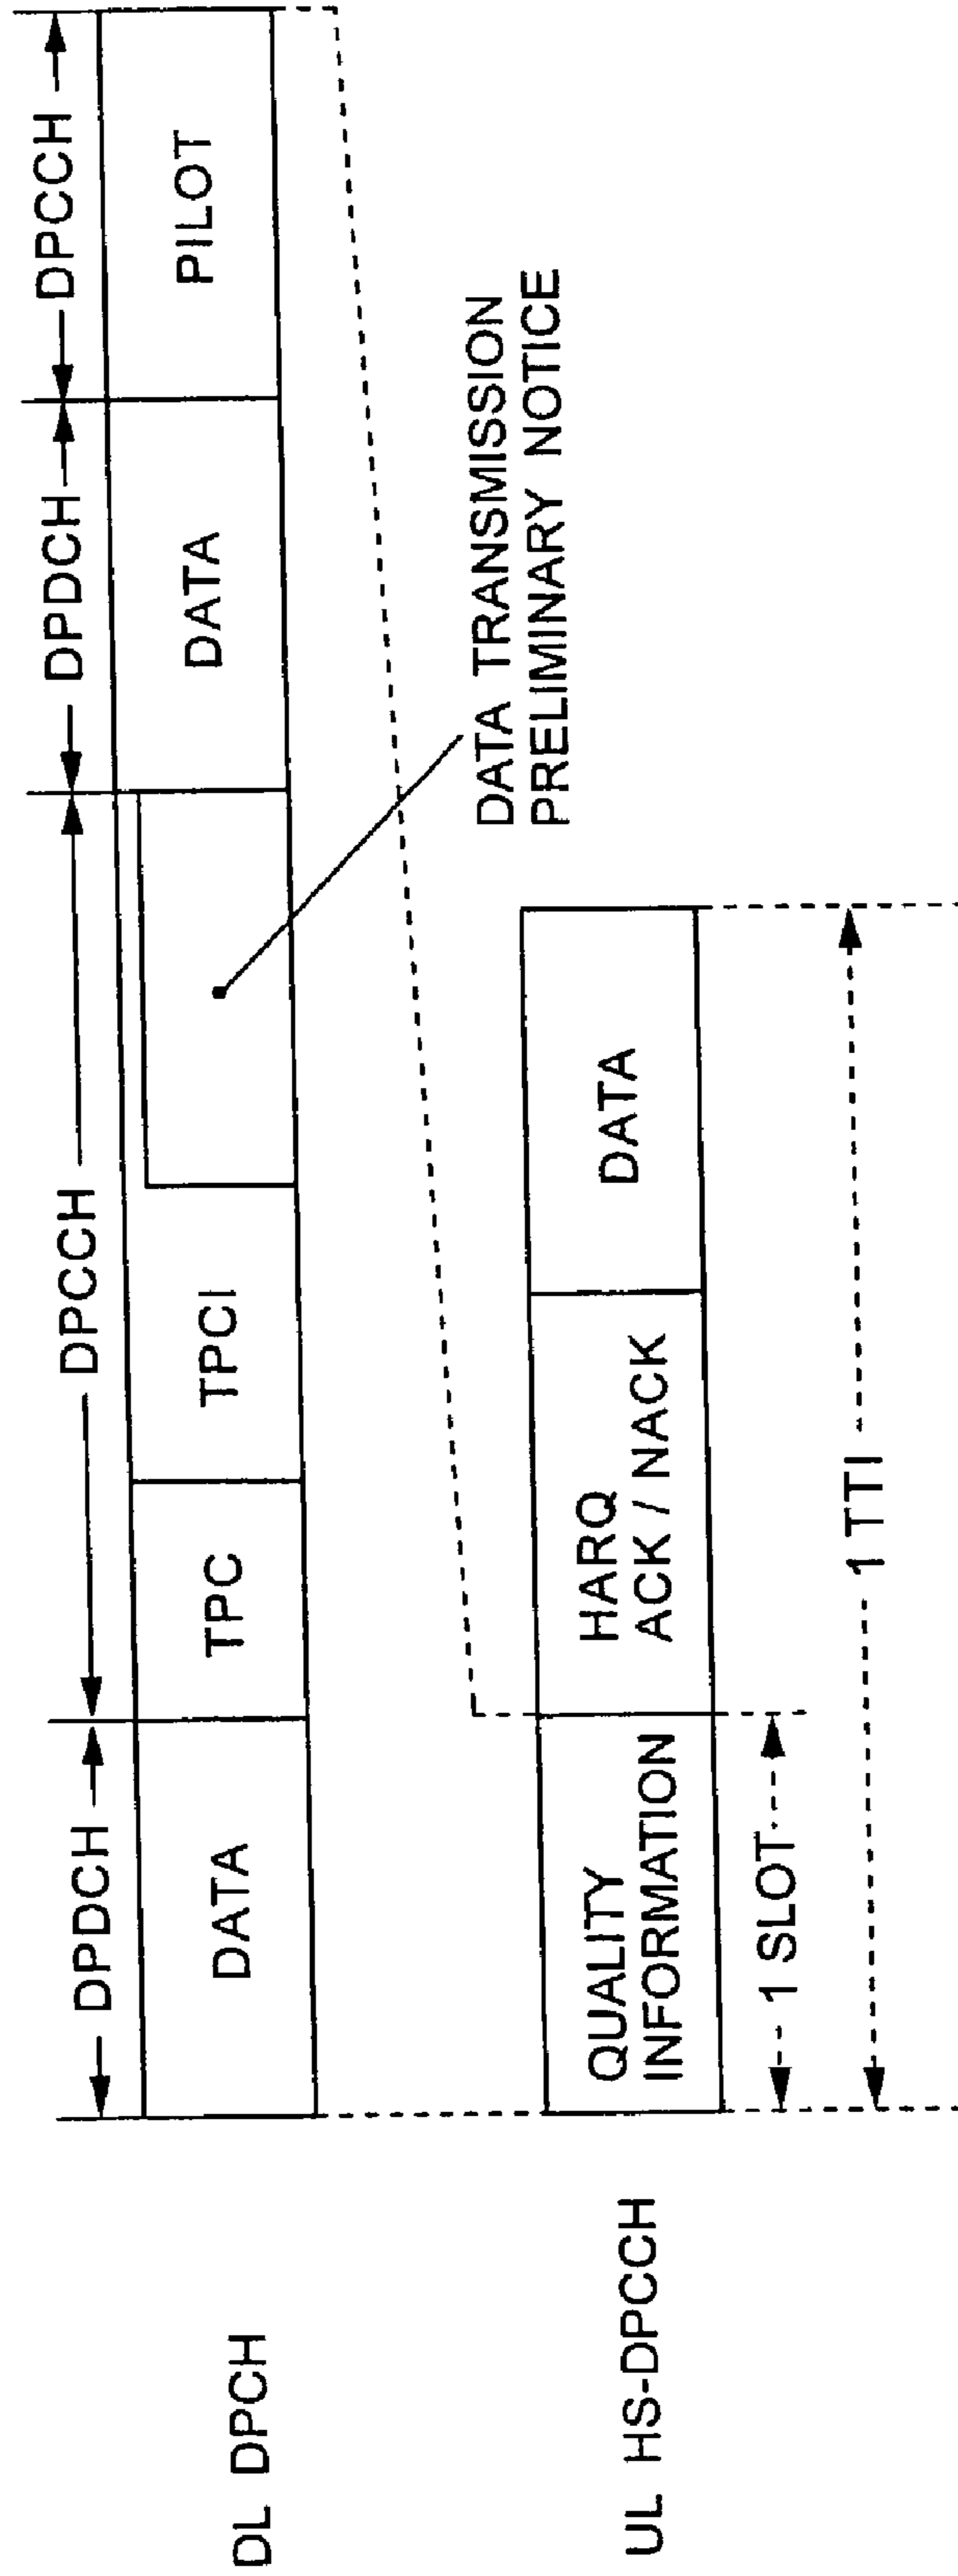 DPDCH
DPCCH
DPDCH
DPCCH
DL DPCH
DATA
TPC
TPCI
DATA
PILOT
DATA TRANSMISSION
PRELIMINARY NOTICE
UL HS-DPCCH
QUALITY
INFORMATION
HARQ
ACK / NACK
DATA
1 SLOT
1 TTI